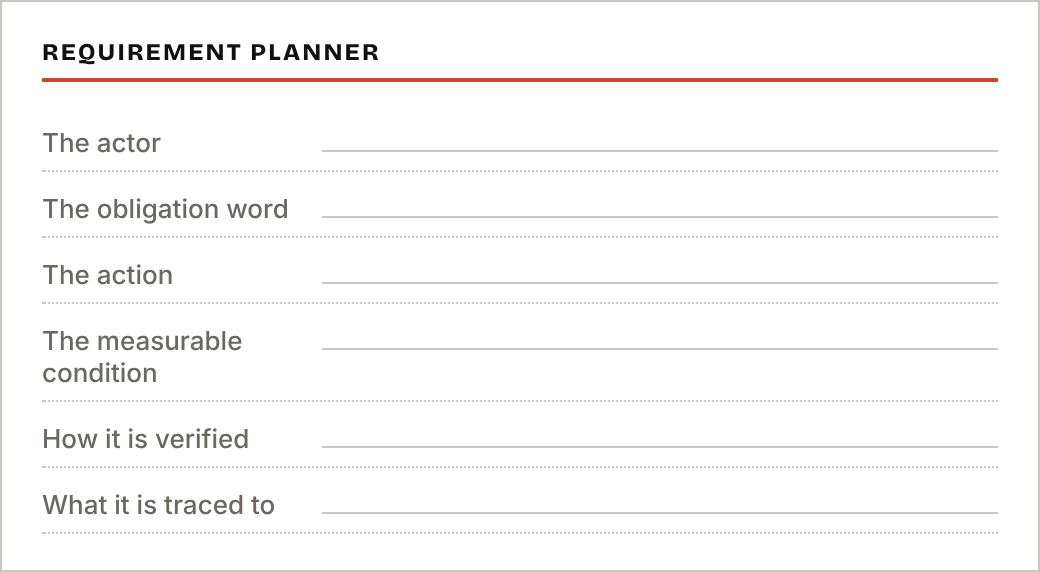 REQUIREMENT PLANNER
The actor
The obligation word
The action
The measurable
condition
How it is verified
What it is traced to